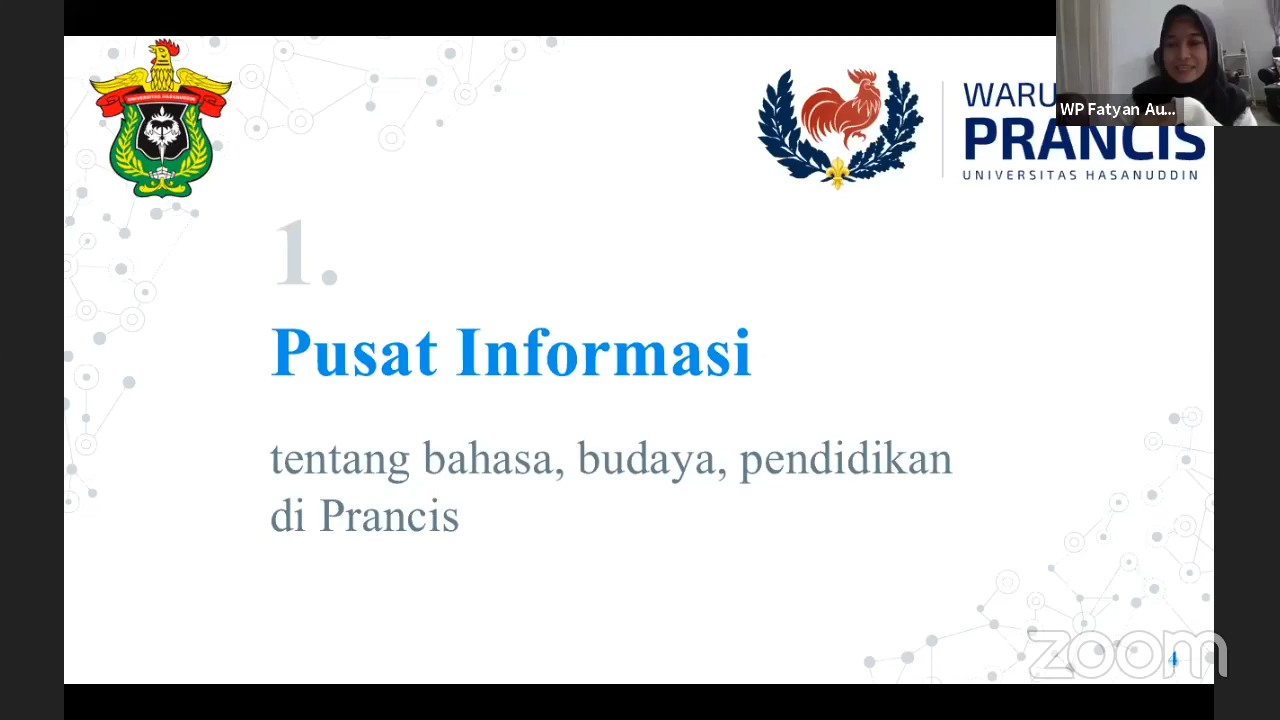 UNIVERSITAS HASANUDDIN
WARU
PRANCIS
UNIVERSITAS HASANUDDIN
WP Fatyan Au...
1.
Pusat Informasi
tentang bahasa, budaya, pendidikan
di Prancis
zoom
4